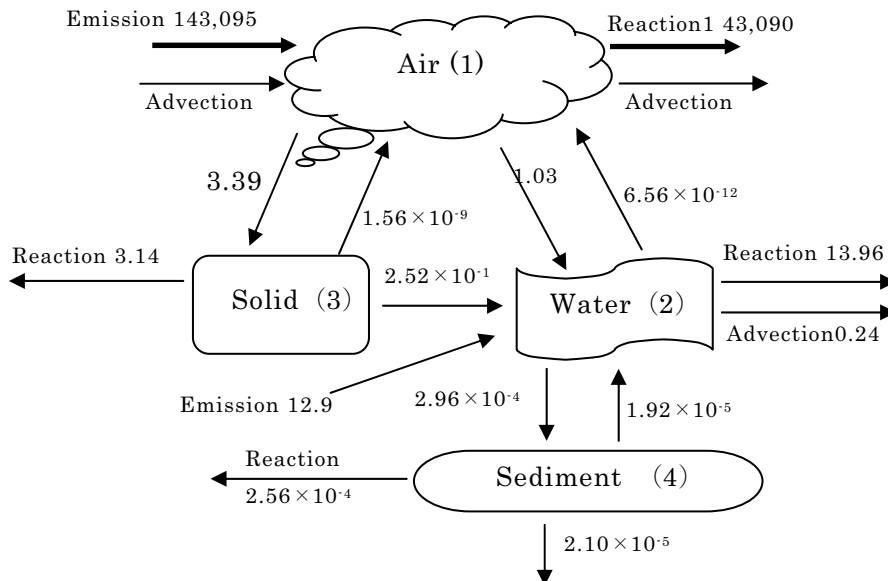 Emission 143,095
Reaction1 43,090
Air (1)
Advection
Advection
3.39
1.03
6.56×10⁻¹²
1.56×10⁻⁹
Reaction 3.14
Reaction 13.96
2.52×10⁻¹
Solid (3)
Water (2)
Advection0.24
Emission 12.9
2.96×10⁻⁴
1.92×10⁻⁵
Reaction
2.56×10⁻⁴
Sediment (4)
2.10×10⁻⁵